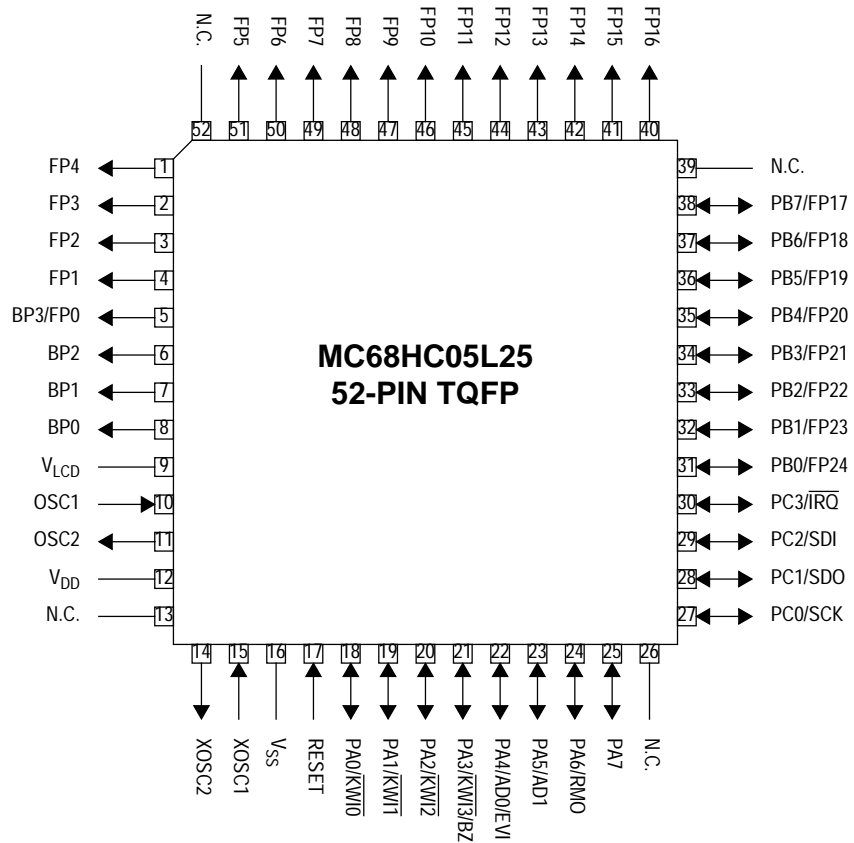 N.C.
FP5
FP6
FP7
FP8
FP9
FP10
FP11
FP12
FP13
FP14
FP15
FP16
52
51
50
49
48
47
46
45
44
43
42
41
40
FP4 1
FP3 2
FP2 3
FP1 4
BP3/FP0 5
BP2 6
BP1 7
BP0 8
VLCD 9
OSC1 10
OSC2 11
VDD 12
N.C. 13
MC68HC05L25
52-PIN TQFP
39 N.C.
38 PB7/FP17
37 PB6/FP18
36 PB5/FP19
35 PB4/FP20
34 PB3/FP21
33 PB2/FP22
32 PB1/FP23
31 PB0/FP24
30 PC3/I̅R̅Q̅
29 PC2/SDI
28 PC1/SDO
27 PC0/SCK
14
15
16
17
18
19
20
21
22
23
24
25
26
XOSC2
XOSC1
VSS
RESET
PA0/K̅W̅I̅0̅
PA1/K̅W̅I̅1̅
PA2/K̅W̅I̅2̅
PA3/K̅W̅I̅3̅/BZ
PA4/AD0/EVI
PA5/AD1
PA6/RMO
PA7
N.C.